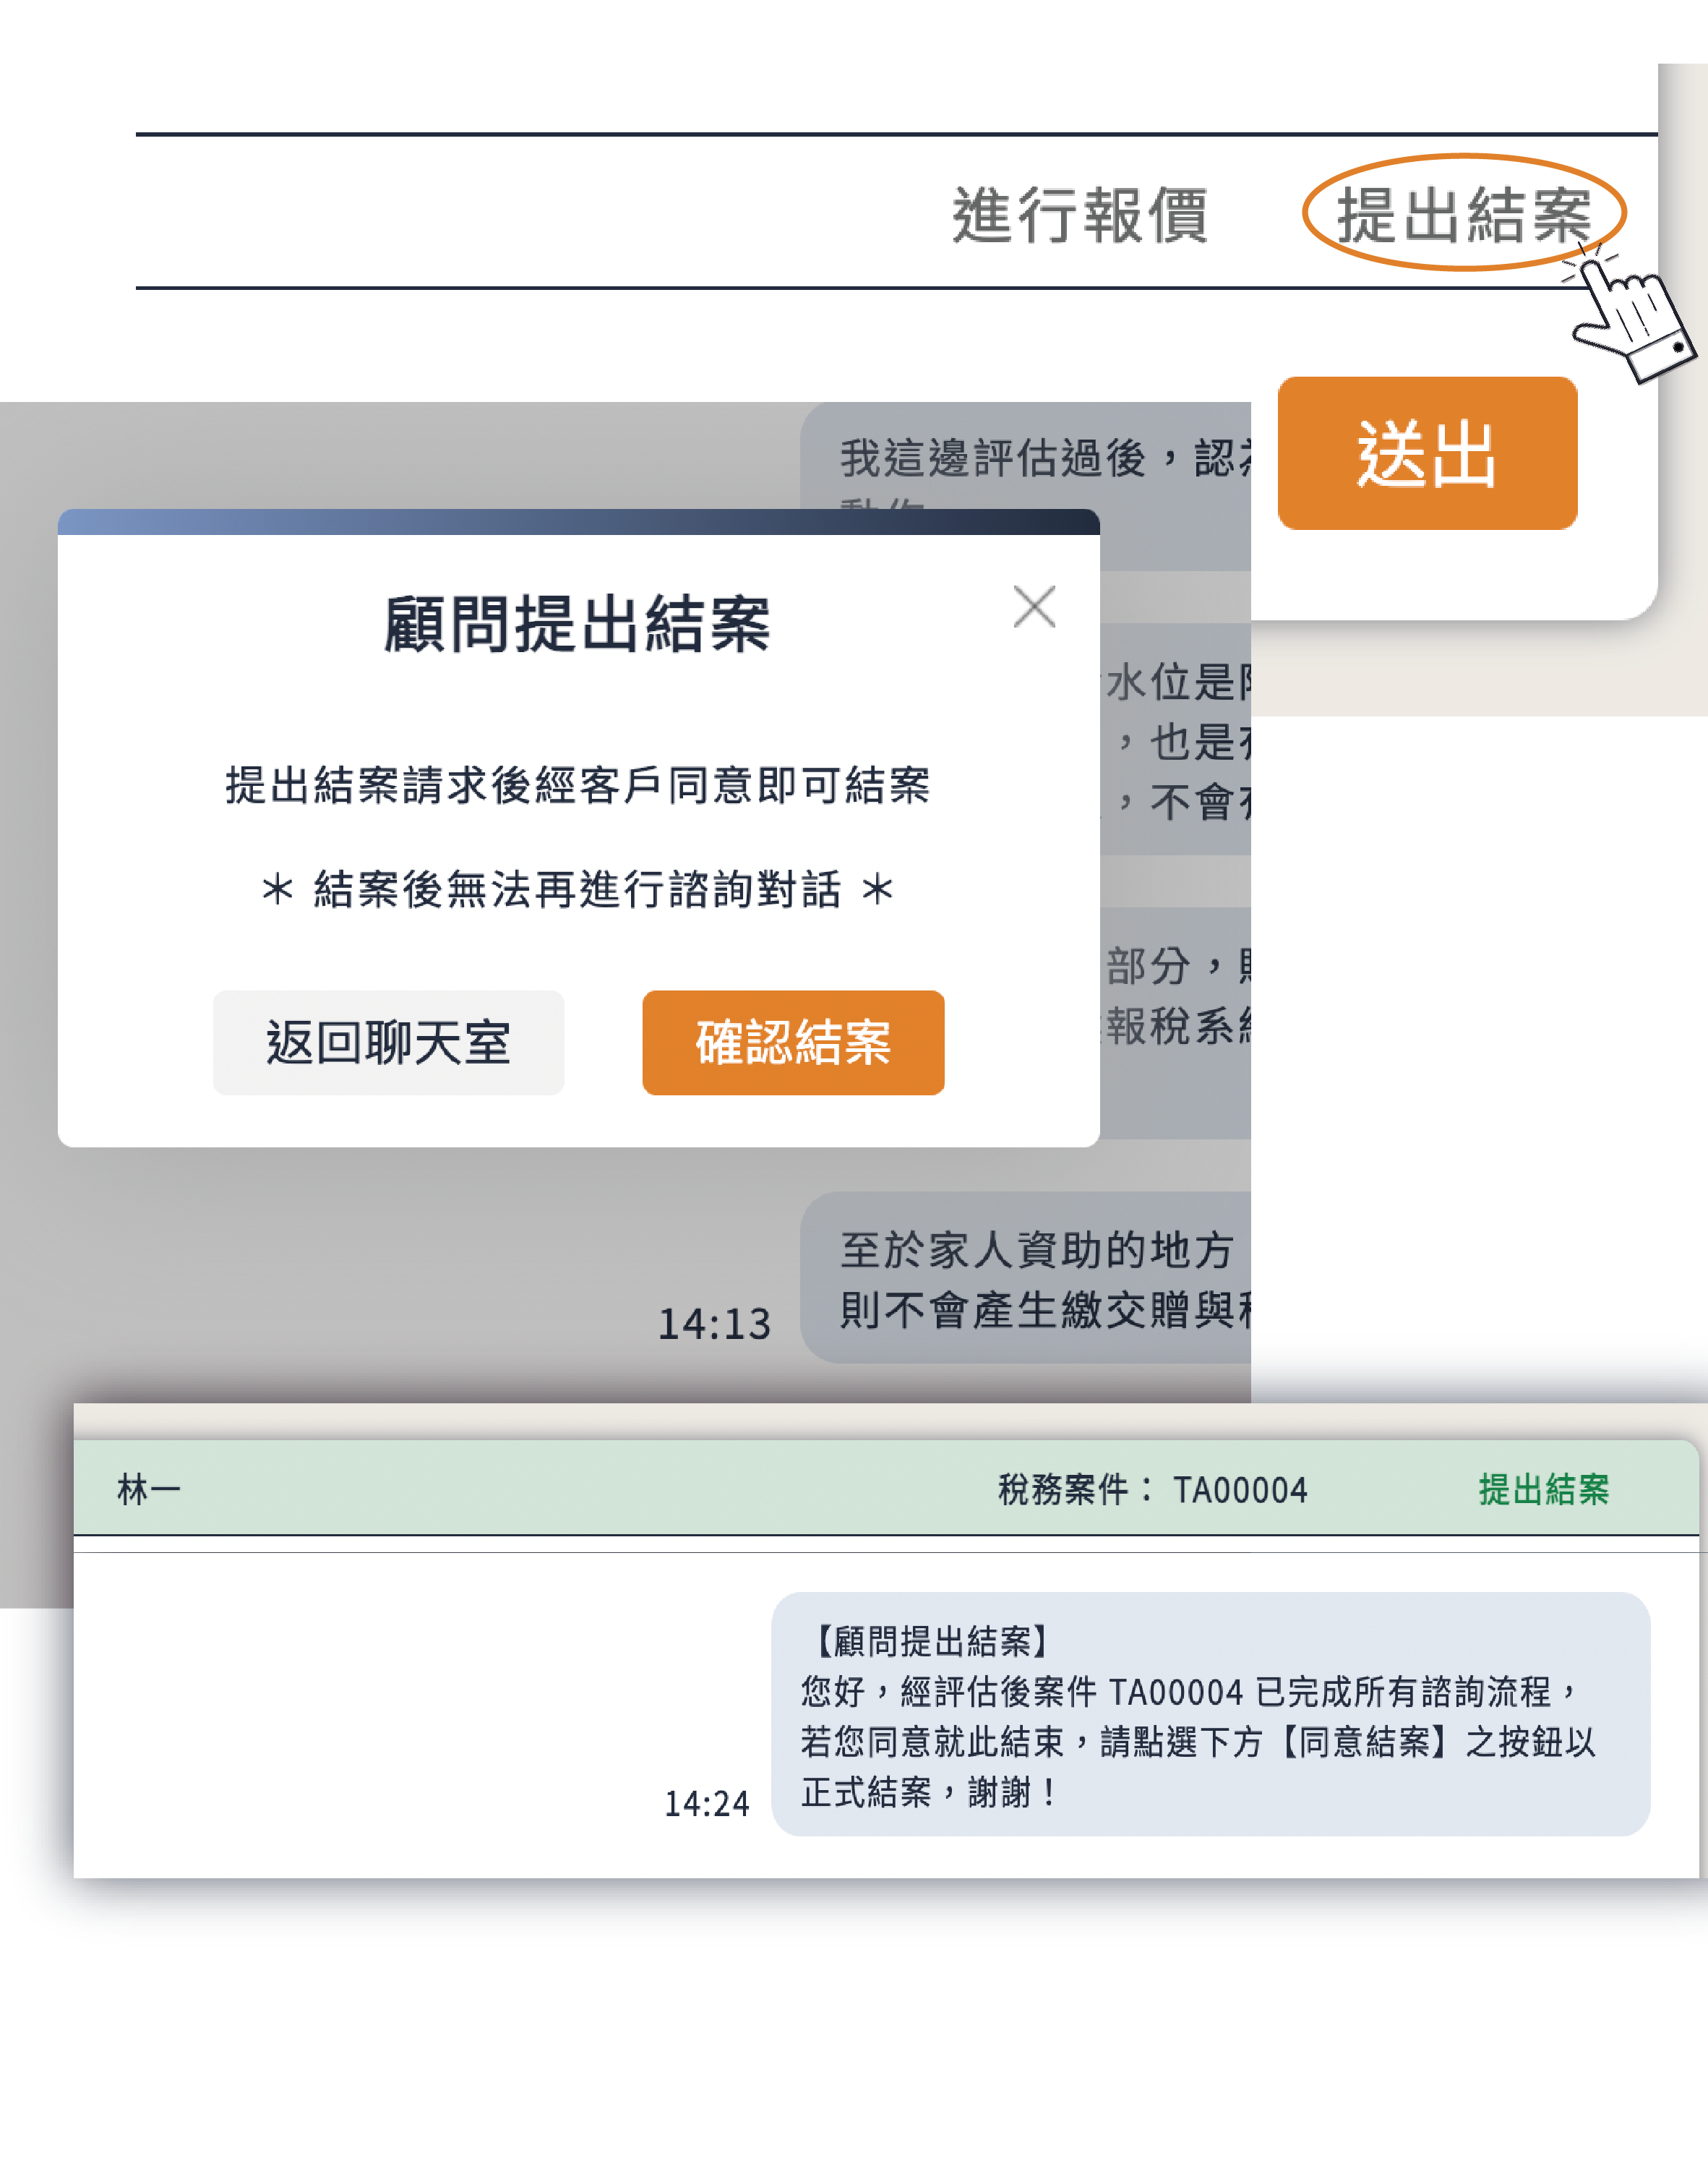 進行報價 提出結案
送出
我這邊評估過後，認
動作
顧問提出結案
提出結案請求後經客戶同意即可結案
＊ 結案後無法再進行諮詢對話 ＊
返回聊天室 確認結案
水位是
，也是
，不會
部分，
報稅系
至於家人資助的地方
則不會產生繳交贈與
14:13
林一 稅務案件： TA00004 提出結案
【顧問提出結案】
您好，經評估後案件 TA00004 已完成所有諮詢流程，
若您同意就此結束，請點選下方【同意結案】之按鈕以
正式結案，謝謝！
14:24